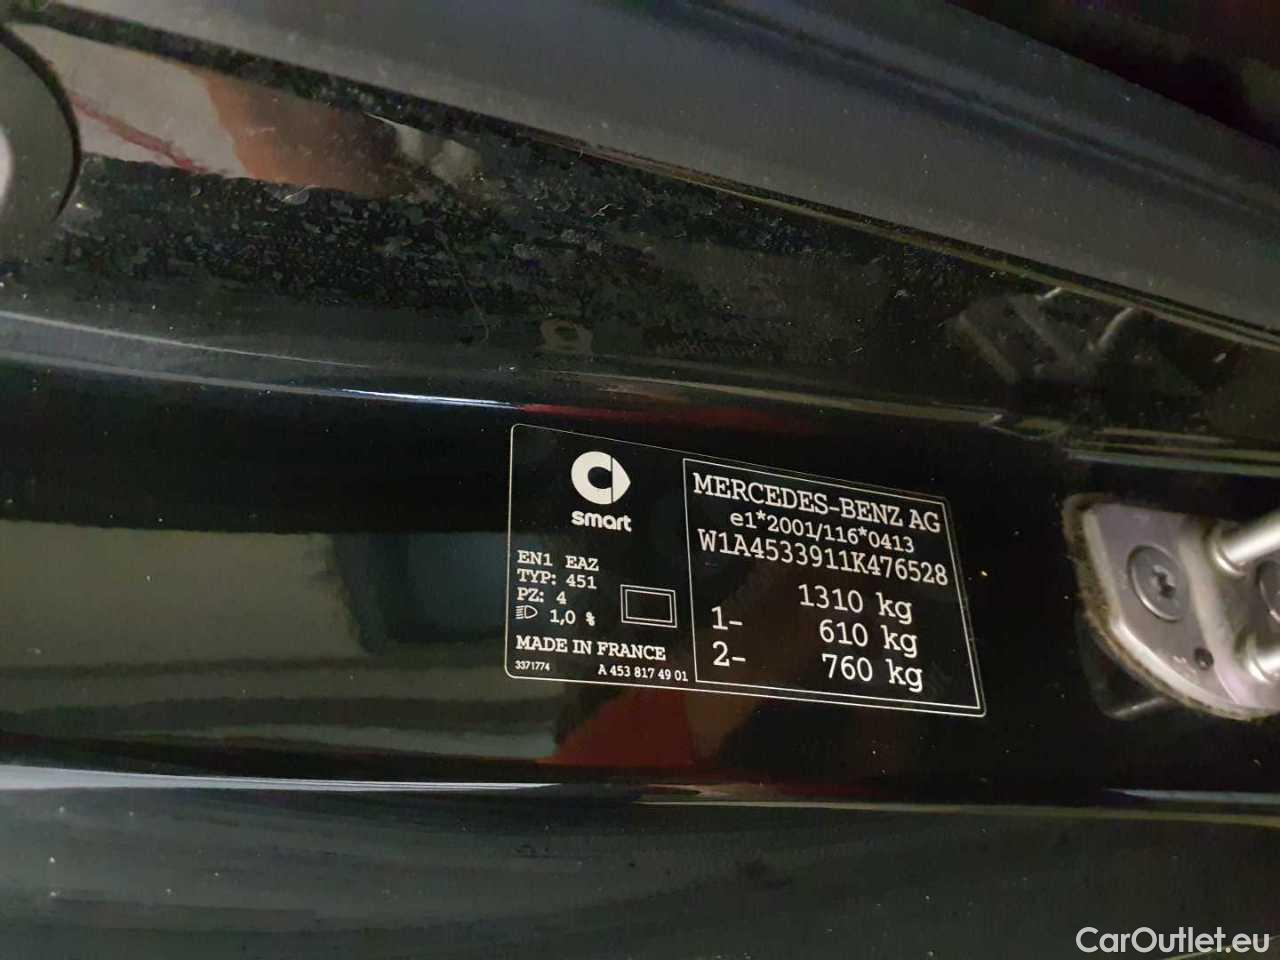 smart
EN1 EAZ
TYP: 451
PZ: 4
1,0 %
MADE IN FRANCE
3371774 A 453 817 49 01
MERCEDES-BENZ AG
e1*2001/116*0413
W1A4533911K476528
1310 kg
1- 610 kg
2- 760 kg
CarOutlet.eu